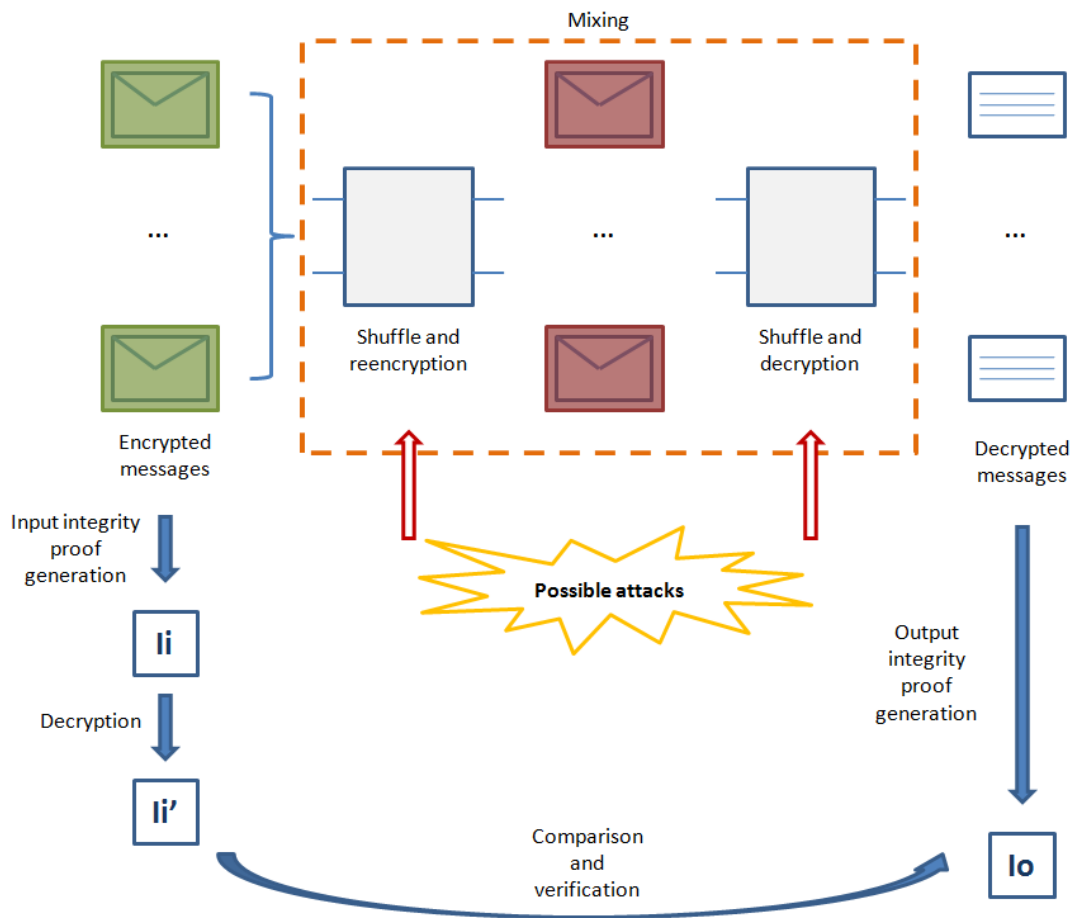 Mixing
...
...
...
Shuffle and
reencryption
Shuffle and
decryption
Encrypted
messages
Decrypted
messages
Input integrity
proof
generation
Possible attacks
Ii
Output
integrity
proof
generation
Decryption
Ii’
Comparison
and
verification
Io